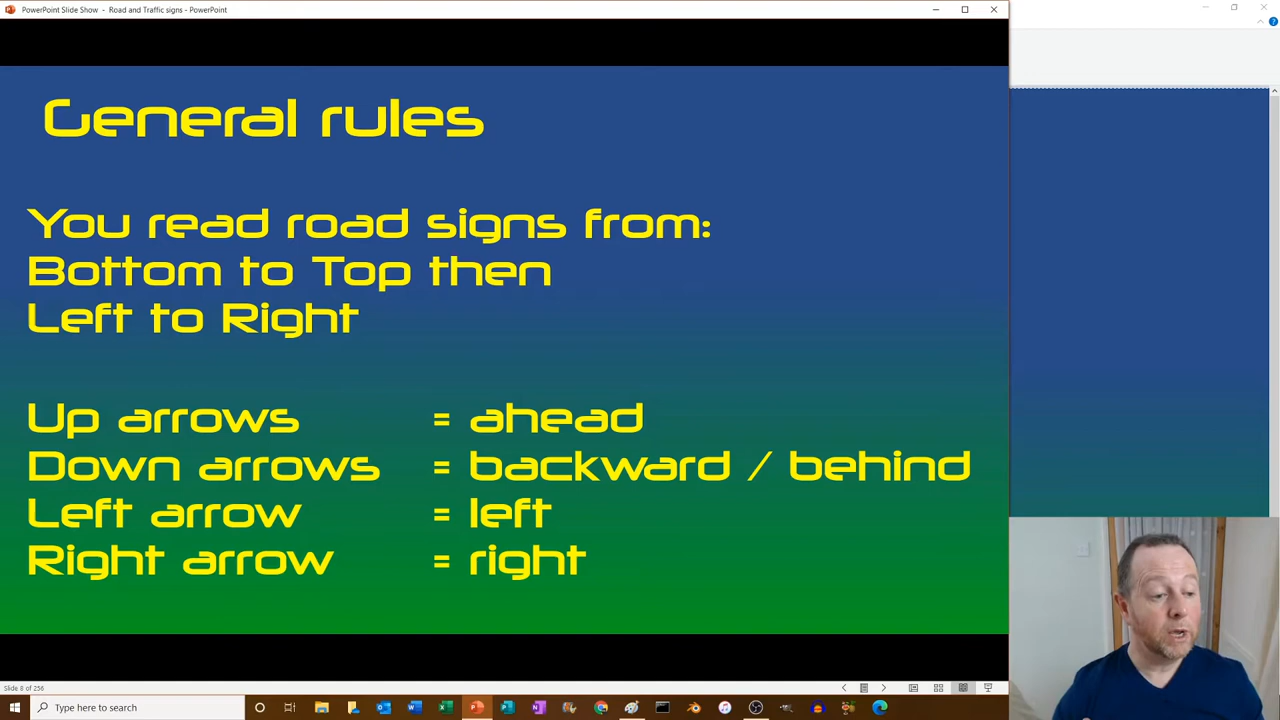 PowerPoint Slide Show - Road and Traffic signs - PowerPoint
General rules
You read road signs from:
Bottom to Top then
Left to Right
Up arrows = ahead
Down arrows = backward / behind
Left arrow = left
Right arrow = right
Slide 8 of 256
Type here to search